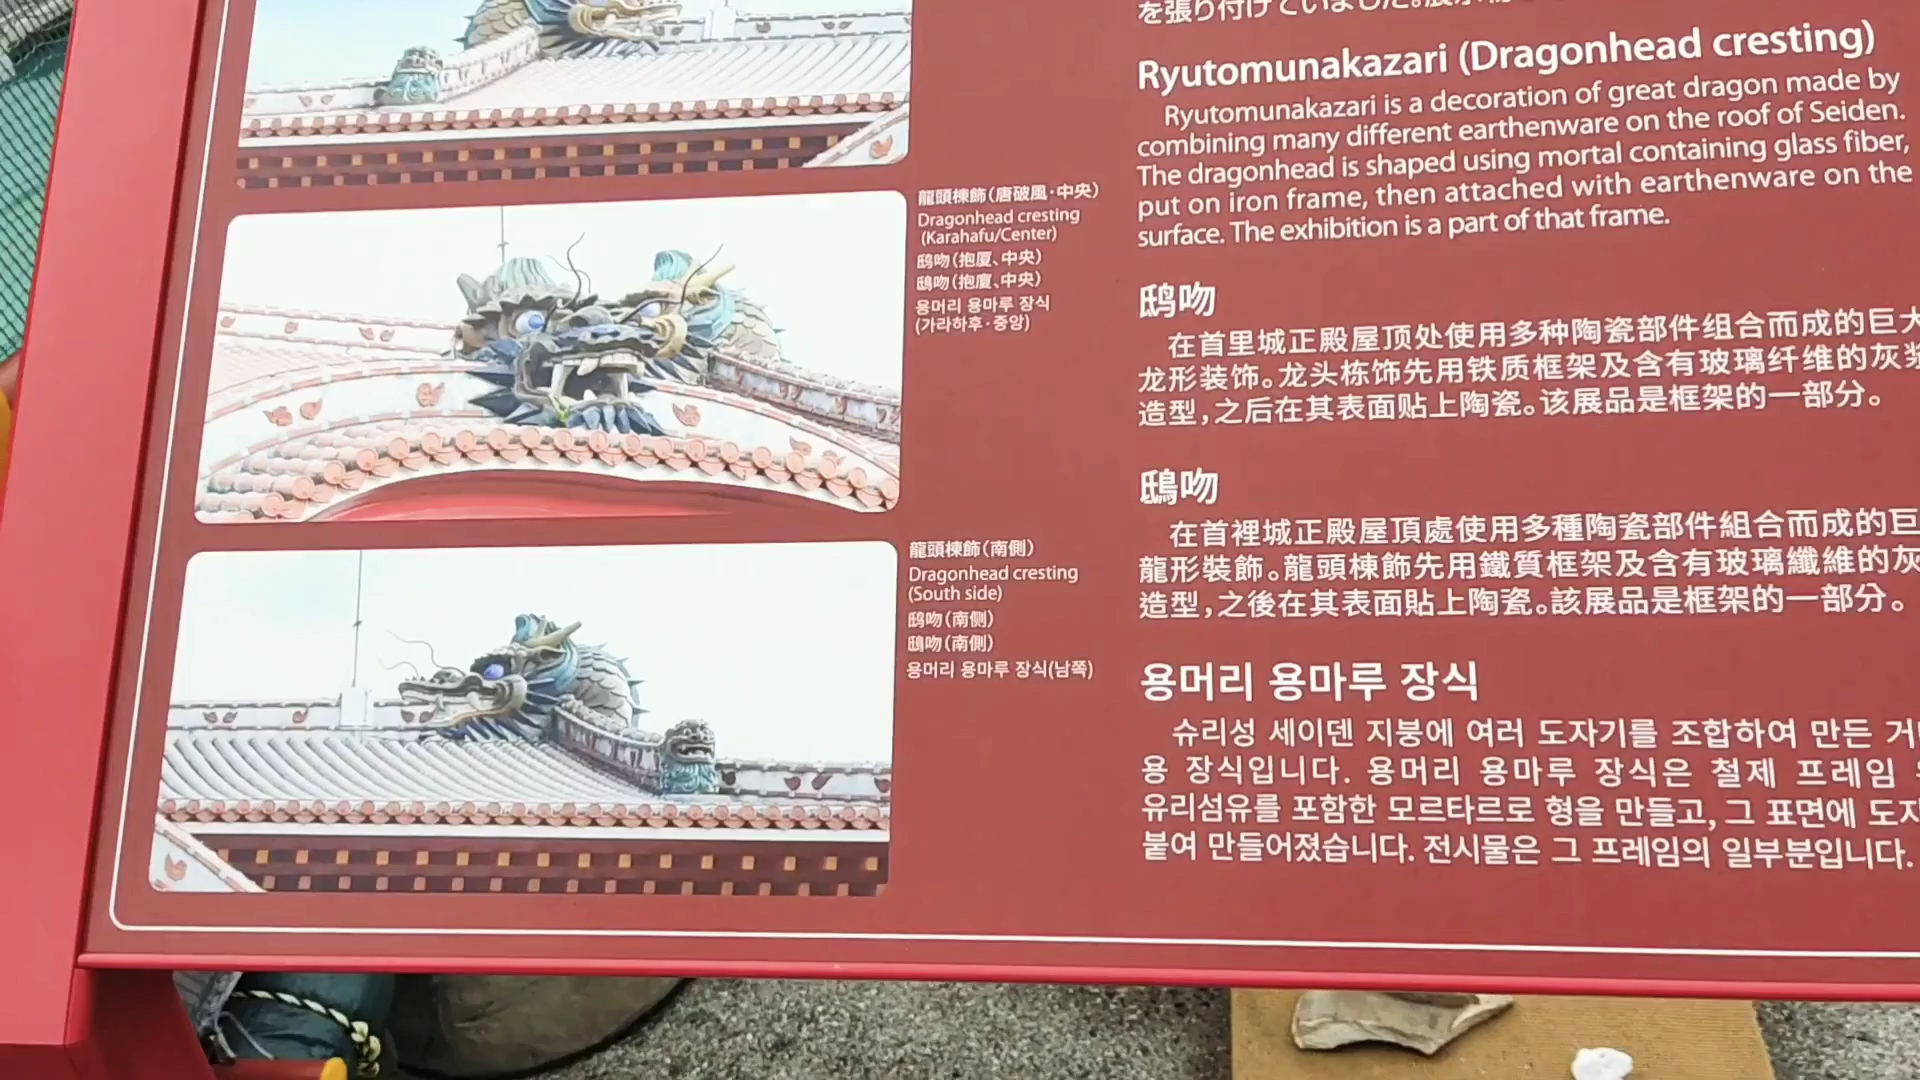 を張り付けていました。
Ryutomunakazari (Dragonhead cresting)
Ryutomunakazari is a decoration of great dragon made by
combining many different earthenware on the roof of Seiden.
The dragonhead is shaped using mortal containing glass fiber,
put on iron frame, then attached with earthenware on the
surface. The exhibition is a part of that frame.
鸱吻
在首里城正殿屋顶处使用多种陶瓷部件组合而成的巨大
龙形装饰。龙头栋饰先用铁质框架及含有玻璃纤维的灰浆
造型，之后在其表面贴上陶瓷。该展品是框架的一部分。
鴟吻
在首裡城正殿屋頂處使用多種陶瓷部件組合而成的巨
龍形裝飾。龍頭棟飾先用鐵質框架及含有玻璃纖維的灰
造型，之後在其表面貼上陶瓷。該展品是框架的一部分。
용머리 용마루 장식
슈리성 세이덴 지붕에 여러 도자기를 조합하여 만든
용 장식입니다. 용머리 용마루 장식은 철제 프레임
유리섬유를 포함한 모르타르로 형을 만들고, 그 표면에 도자
붙여 만들어졌습니다. 전시물은 그 프레임의 일부분입니다.
龍頭棟飾（唐破風・中央）
Dragonhead cresting
(Karahafu/Center)
鸱吻（抱厦、中央）
鴟吻（抱廈、中央）
용머리 용마루 장식
(가라하후・중앙)
龍頭棟飾（南側）
Dragonhead cresting
(South side)
鸱吻（南侧）
鴟吻（南側）
용머리 용마루 장식(남쪽)